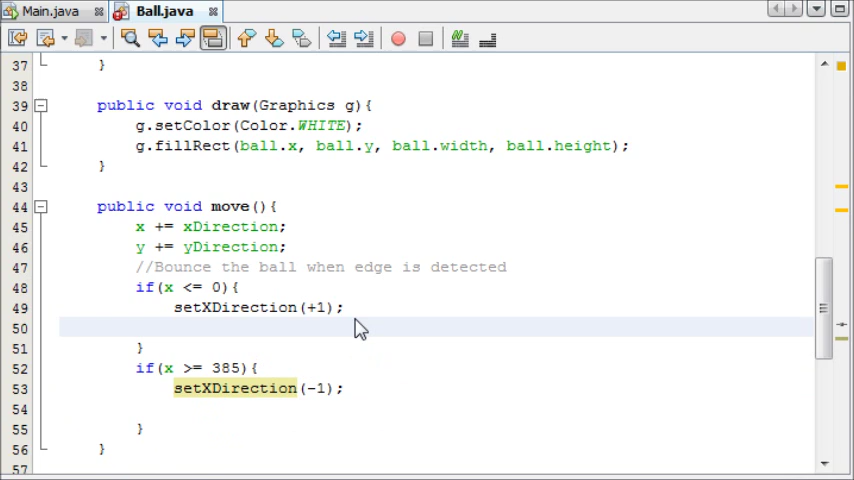 Main.java Ball.java
37 }
38
39 public void draw(Graphics g){
40 g.setColor(Color.WHITE);
41 g.fillRect(ball.x, ball.y, ball.width, ball.height);
42 }
43
44 public void move(){
45 x += xDirection;
46 y += yDirection;
47 //Bounce the ball when edge is detected
48 if(x <= 0){
49 setXDirection(+1);
50
51 }
52 if(x >= 385){
53 setXDirection(-1);
54
55 }
56 }
57